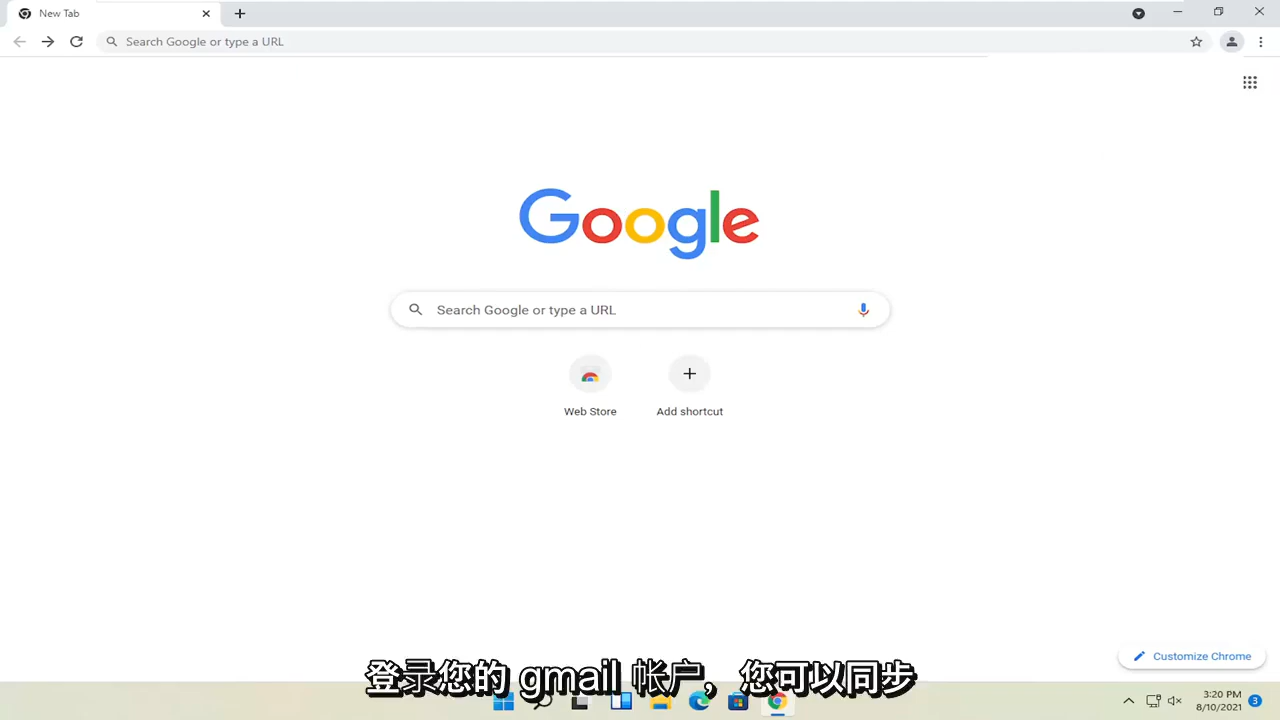 New Tab
Search Google or type a URL
Google
Search Google or type a URL
Web Store
Add shortcut
Customize Chrome
登录您的 gmail 帐户，您可以同步
3:20 PM
8/10/2021
3